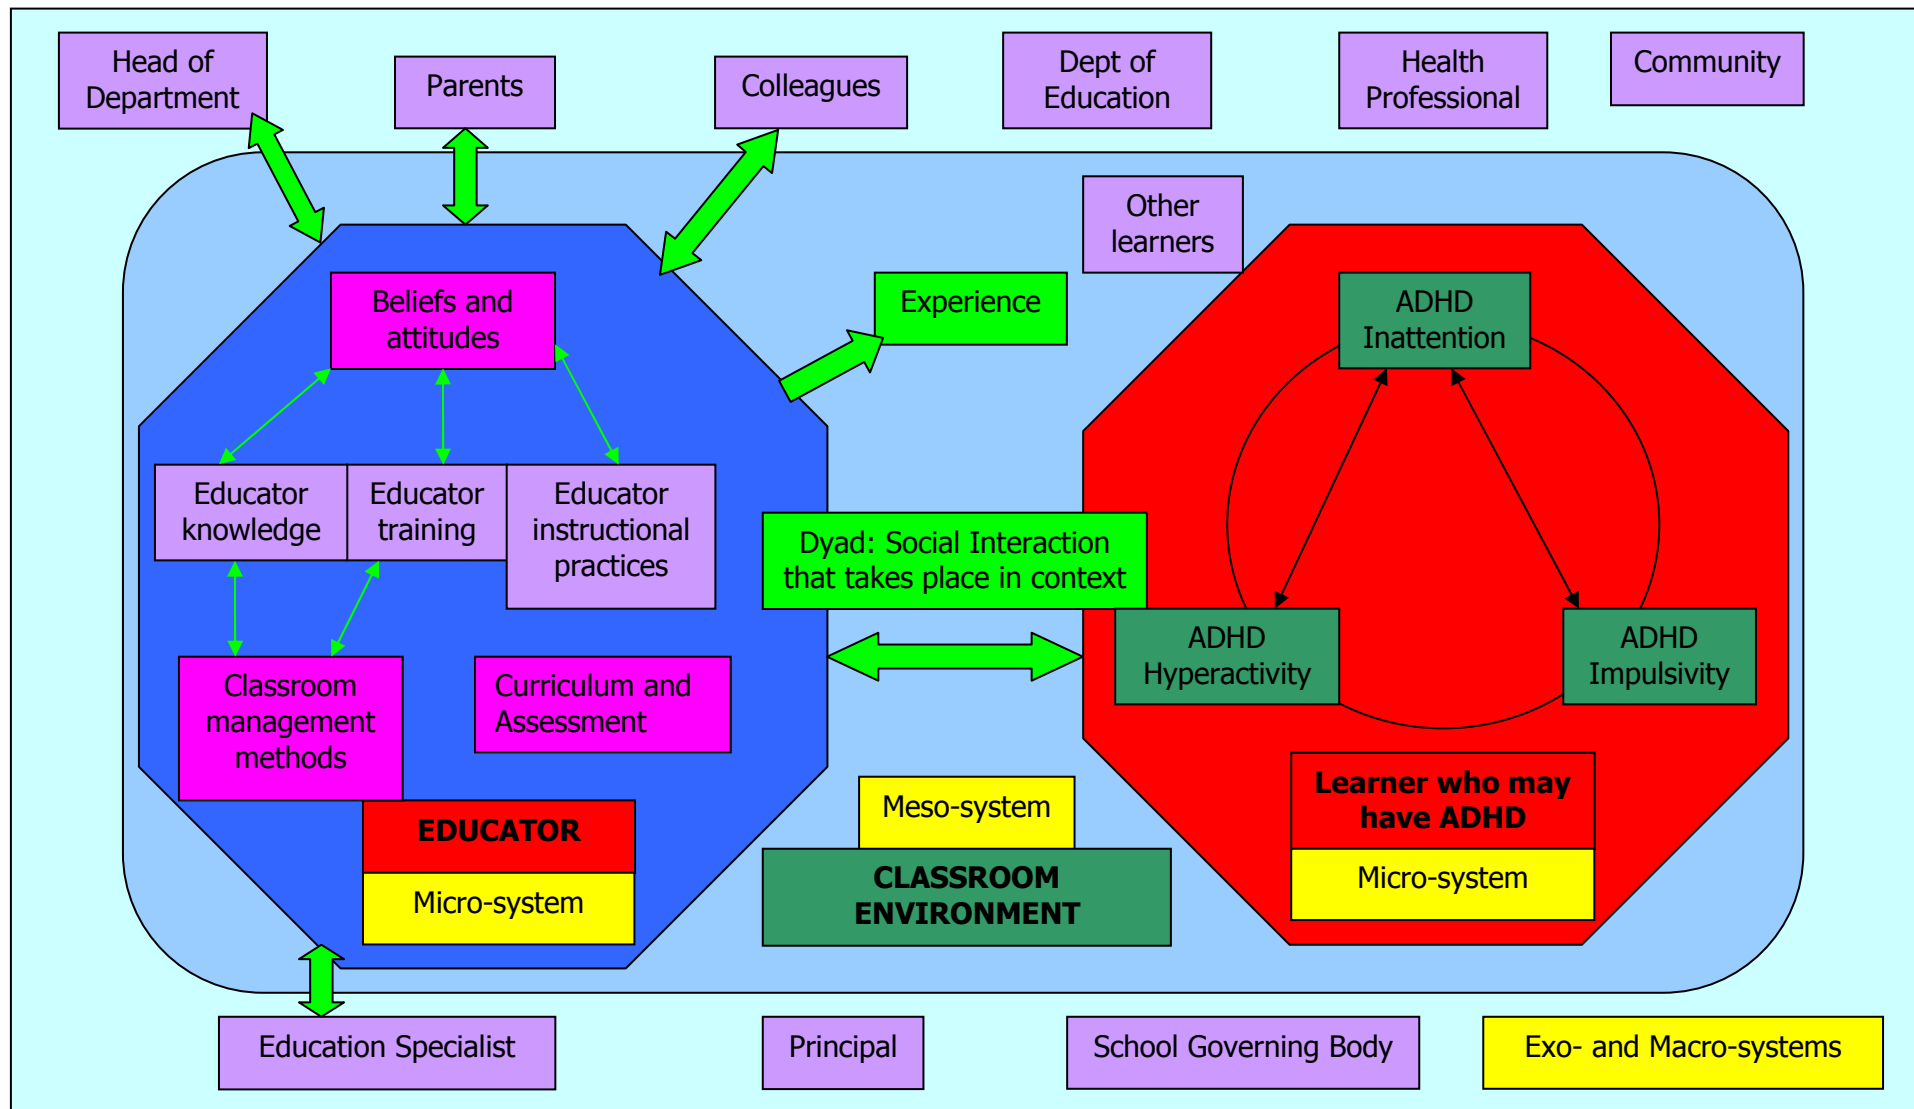 Head of
Department
Parents
Colleagues
Dept of
Education
Health
Professional
Community
Other
learners
Beliefs and
attitudes
Experience
ADHD
Inattention
Educator
knowledge
Educator
training
Educator
instructional
practices
Dyad: Social Interaction
that takes place in context
ADHD
Hyperactivity
ADHD
Impulsivity
Classroom
management
methods
Curriculum and
Assessment
EDUCATOR
Micro-system
Meso-system
CLASSROOM
ENVIRONMENT
Learner who may
have ADHD
Micro-system
Education Specialist
Principal
School Governing Body
Exo- and Macro-systems